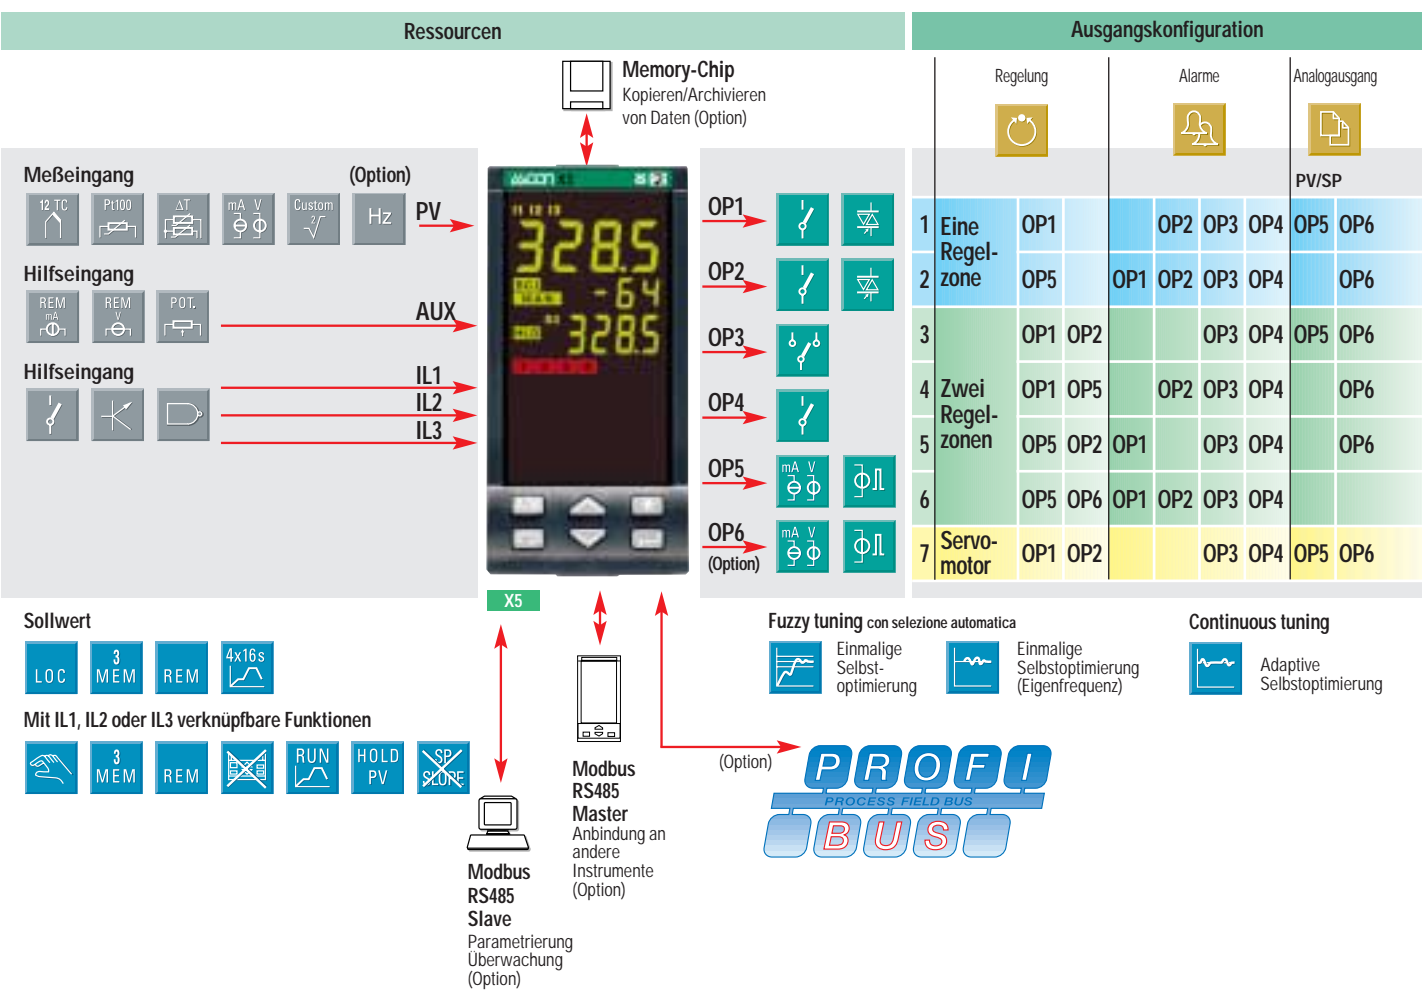 Ressourcen
Ausgangskonfiguration
Memory-Chip
Kopieren/Archivieren
von Daten (Option)
Regelung
Alarme
Analogausgang
PV/SP
Meßeingang
(Option)
12 TC
Pt100
ΔT
mA V
Custom
Hz
PV
Hilfseingang
REM
mA
REM
V
POT.
AUX
Hilfseingang
IL1
IL2
IL3
328.5
-64
328.5
X5
OP1
OP2
OP3
OP4
OP5
mA V
OP6
(Option)
mA V
1 Eine Regel- OP1 OP2 OP3 OP4 OP5 OP6
2 zone OP5 OP1 OP2 OP3 OP4 OP6
3 OP1 OP2 OP3 OP4 OP5 OP6
4 Zwei Regel- OP1 OP5 OP2 OP3 OP4 OP6
5 zonen OP5 OP2 OP1 OP3 OP4 OP6
6 OP5 OP6 OP1 OP2 OP3 OP4
7 Servo- motor OP1 OP2 OP3 OP4 OP5 OP6
Sollwert
LOC
3
MEM
REM
4x16s
Mit IL1, IL2 oder IL3 verknüpfbare Funktionen
3
MEM
REM
RUN
HOLD
PV
SP
SLOPE
Modbus
RS485
Slave
Parametrierung
Überwachung
(Option)
Modbus
RS485
Master
Anbindung an
andere
Instrumente
(Option)
Fuzzy tuning con selezione automatica
Einmalige
Selbst-
optimierung
Einmalige
Selbstoptimierung
(Eigenfrequenz)
Continuous tuning
Adaptive
Selbstoptimierung
(Option)
PROFI
PROCESS FIELD BUS
BUS